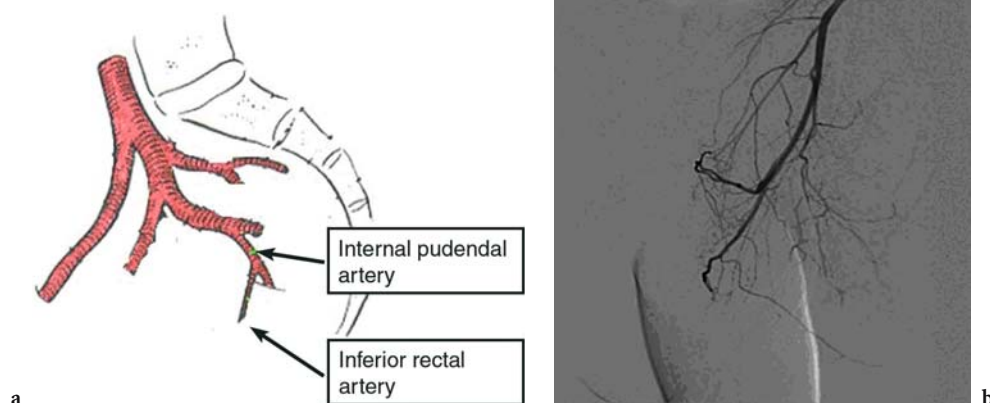 Internal pudendal
artery
Inferior rectal
artery
a
b